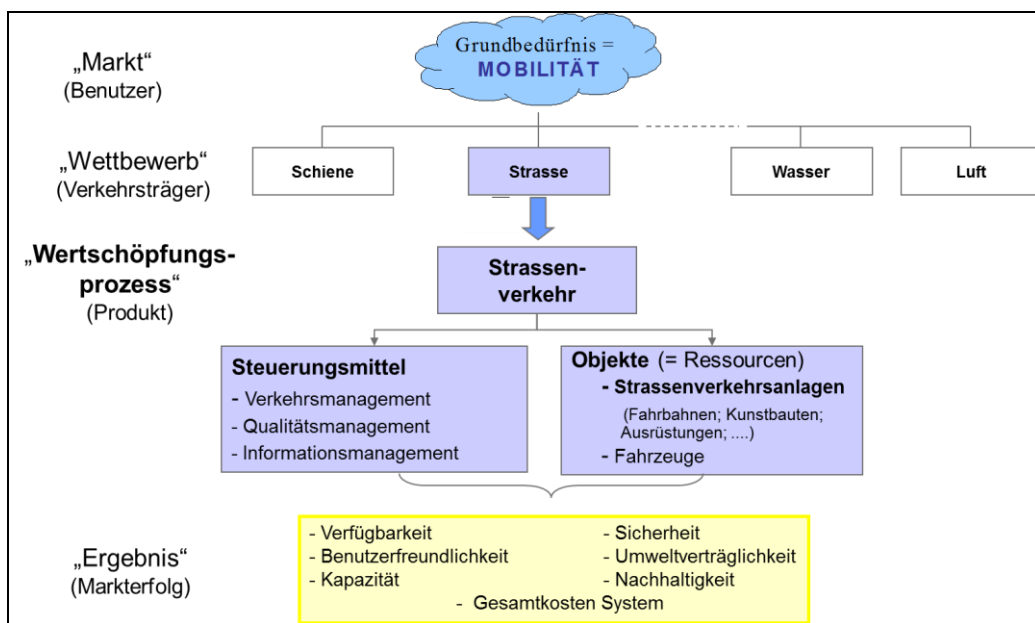 Grundbedürfnis =
MOBILITÄT
„Markt“
(Benutzer)
„Wettbewerb“
(Verkehrsträger)
Schiene
Strasse
Wasser
Luft
„Wertschöpfungs-
prozess“
(Produkt)
Strassen-
verkehr
Steuerungsmittel
- Verkehrsmanagement
- Qualitätsmanagement
- Informationsmanagement
Objekte (= Ressourcen)
- Strassenverkehrsanlagen
(Fahrbahnen; Kunstbauten;
Ausrüstungen; ....)
- Fahrzeuge
„Ergebnis“
(Markterfolg)
- Verfügbarkeit
- Benutzerfreundlichkeit
- Kapazität
- Sicherheit
- Umweltverträglichkeit
- Nachhaltigkeit
- Gesamtkosten System